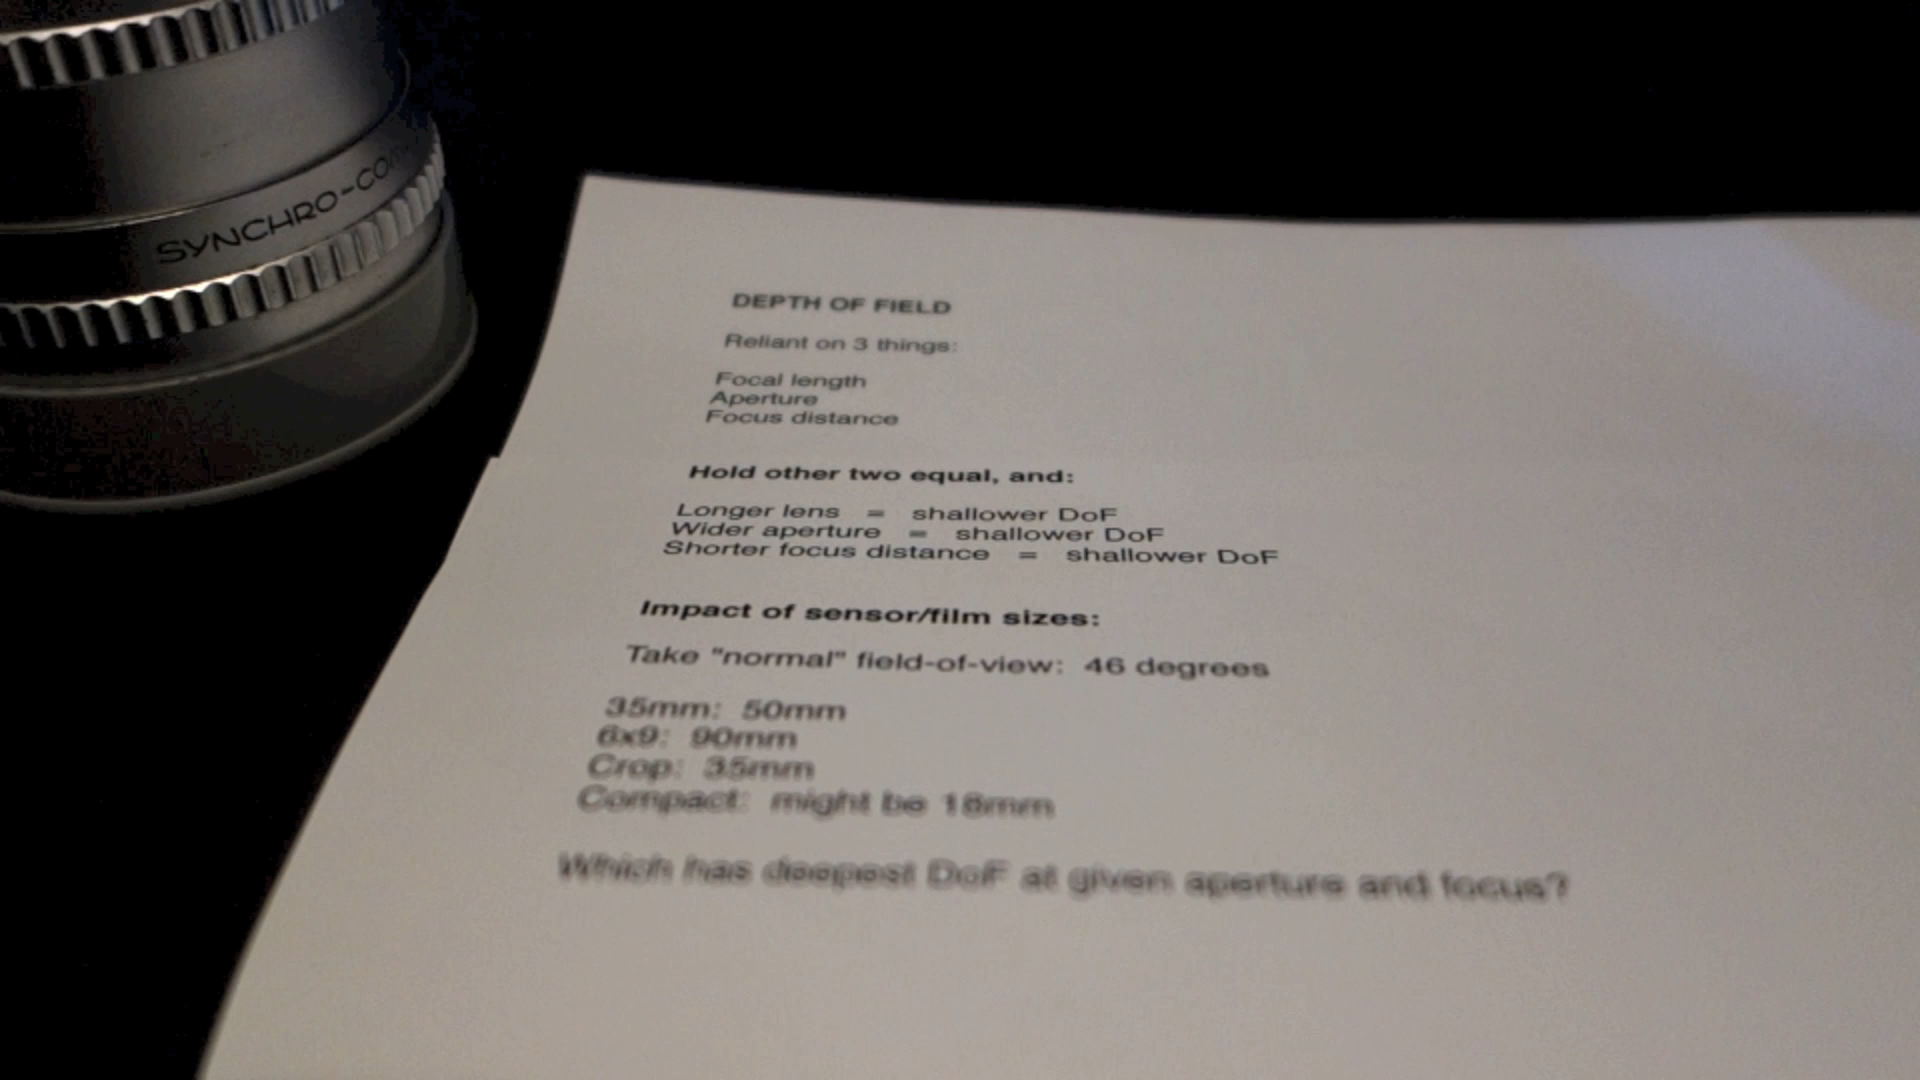 SYNCHRO-CO
DEPTH OF FIELD
Reliant on 3 things:
Focal length
Aperture
Focus distance
Hold other two equal, and:
Longer lens = shallower DoF
Wider aperture = shallower DoF
Shorter focus distance = shallower DoF
Impact of sensor/film sizes:
Take "normal" field-of-view: 46 degrees
35mm: 50mm
6x9: 90mm
Crop: 35mm
Compact: might be
Which has deepest DoF at given aperture and focus?